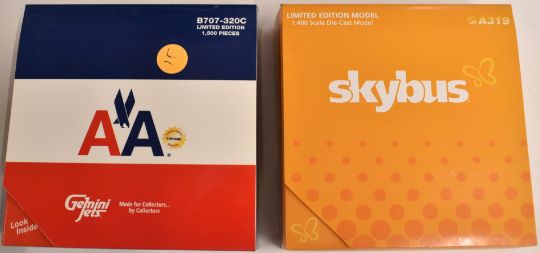 B707-320C
LIMITED EDITION
1,500 PIECES
5
AA
Gemini
Jets
Made for Collectors...
by Collectors
Look
Inside
LIMITED EDITION MODEL
1:400 Scale Die-Cast Model
A319
skybus